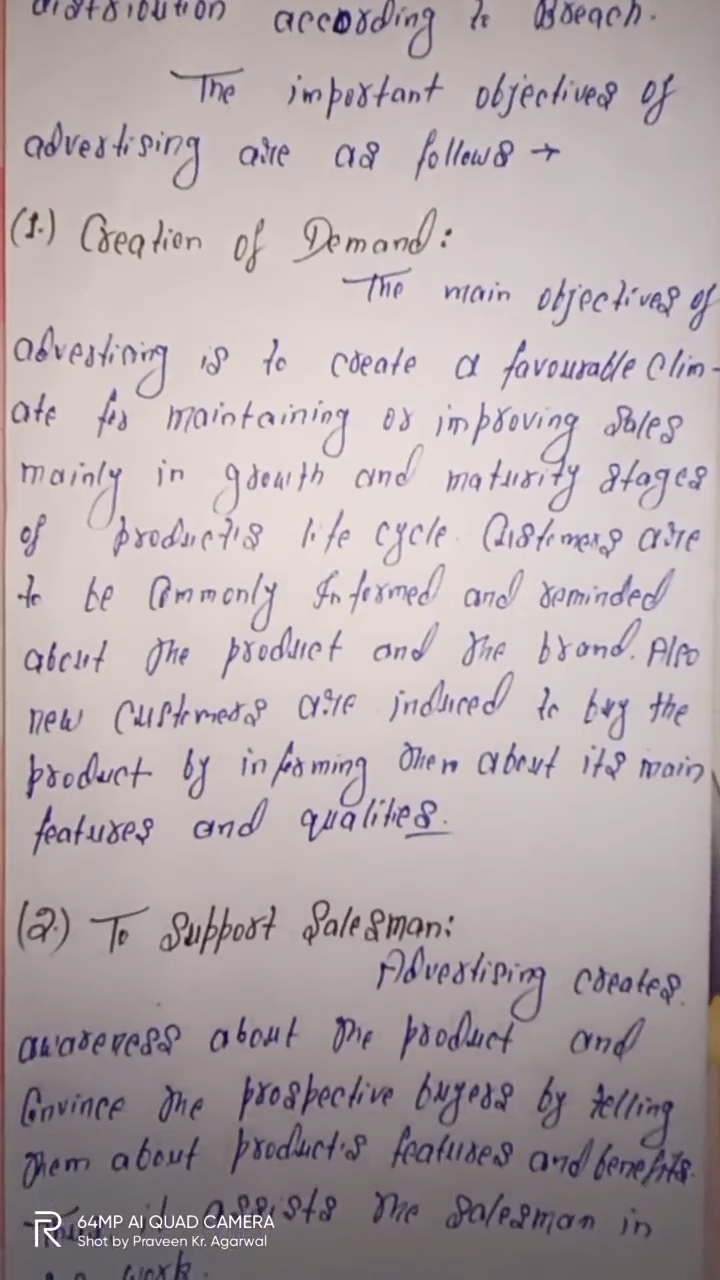 distribution according to Breach.
The important objectives of
advertising are as follows →
(1.) Creation of Demand:
The main objectives of
advertising is to create a favourable Clim-
ate for maintaining or improving Sales
mainly in growth and maturity stages
of product's life cycle. Customers are
to be Commonly Informed and reminded
about the product and the brand. Also
new Customers are induced to buy the
product by informing them about its main
features and qualities.
(2.) To Support Salesman:
Advertising creates
awareness about the product and
Convince the prospective buyers by telling
them about product's features and benefits.
it assists the salesman in
work.
64MP AI QUAD CAMERA
Shot by Praveen Kr. Agarwal